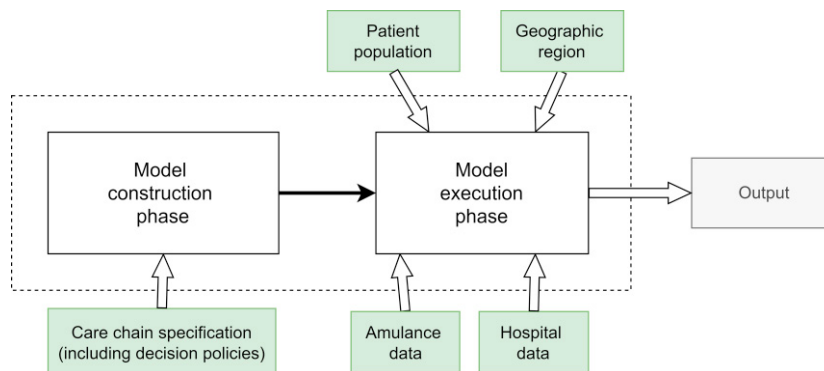 Patient
population
Geographic
region
Model
construction
phase
Model
execution
phase
Output
Care chain specification
(including decision policies)
Amulance
data
Hospital
data